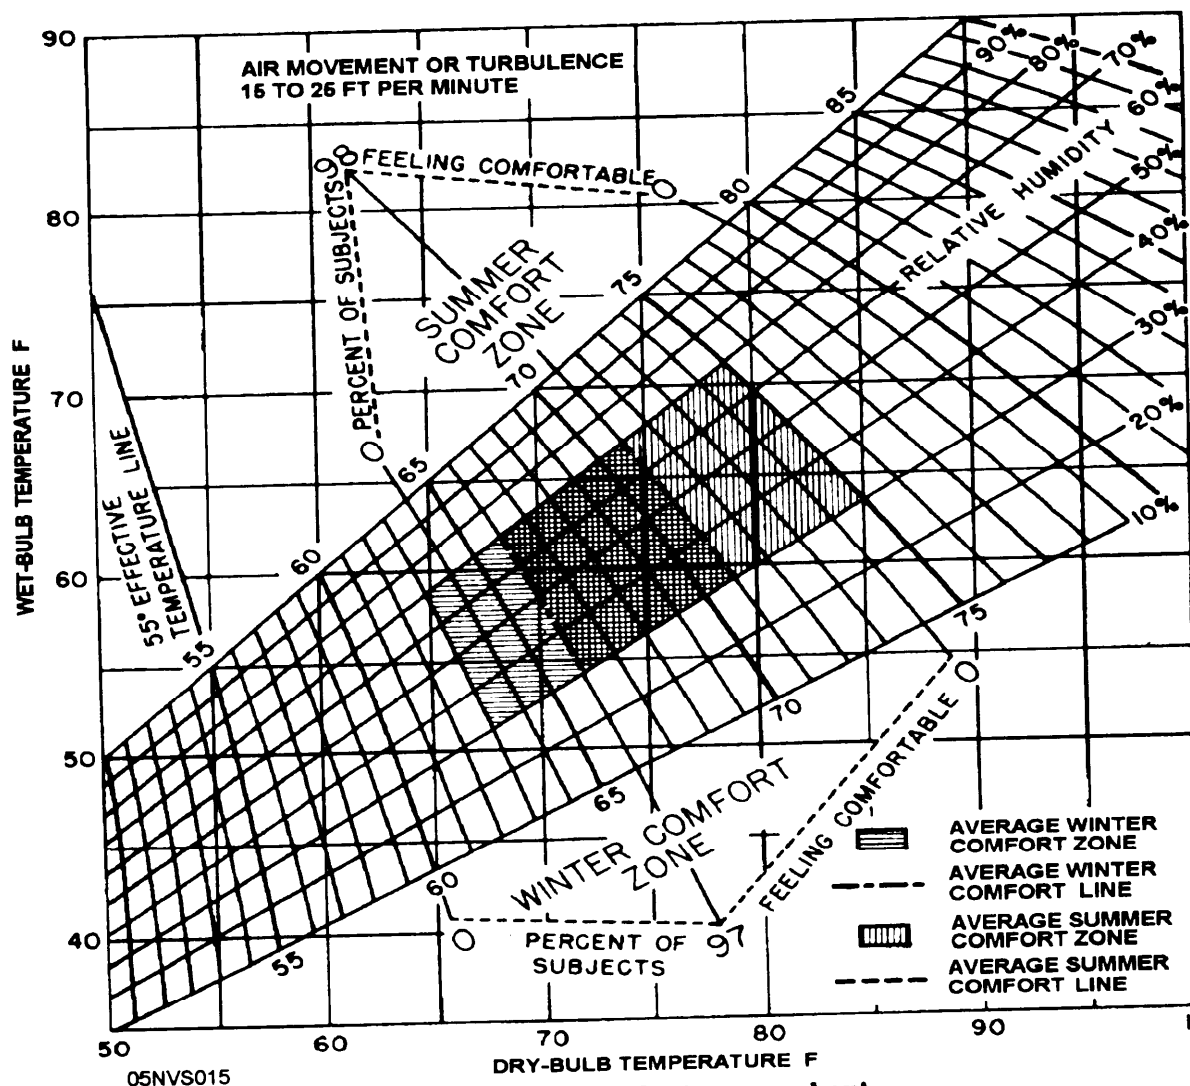 90
AIR MOVEMENT OR TURBULENCE
15 TO 25 FT PER MINUTE
90%
80%
70%
60%
50%
40%
30%
20%
10%
RELATIVE HUMIDITY
85
80
75
70
65
60
55
98
FEELING COMFORTABLE
0
PERCENT OF SUBJECTS
0
SUMMER
COMFORT
ZONE
80
70
60
50
40
WET-BULB TEMPERATURE F
55° EFFECTIVE
TEMPERATURE LINE
75
70
65
60
55
0
FEELING COMFORTABLE
97
WINTER COMFORT
ZONE
0
PERCENT OF
SUBJECTS
AVERAGE WINTER
COMFORT ZONE
AVERAGE WINTER
COMFORT LINE
AVERAGE SUMMER
COMFORT ZONE
AVERAGE SUMMER
COMFORT LINE
50
60
70
80
90
DRY-BULB TEMPERATURE F
05NVS015